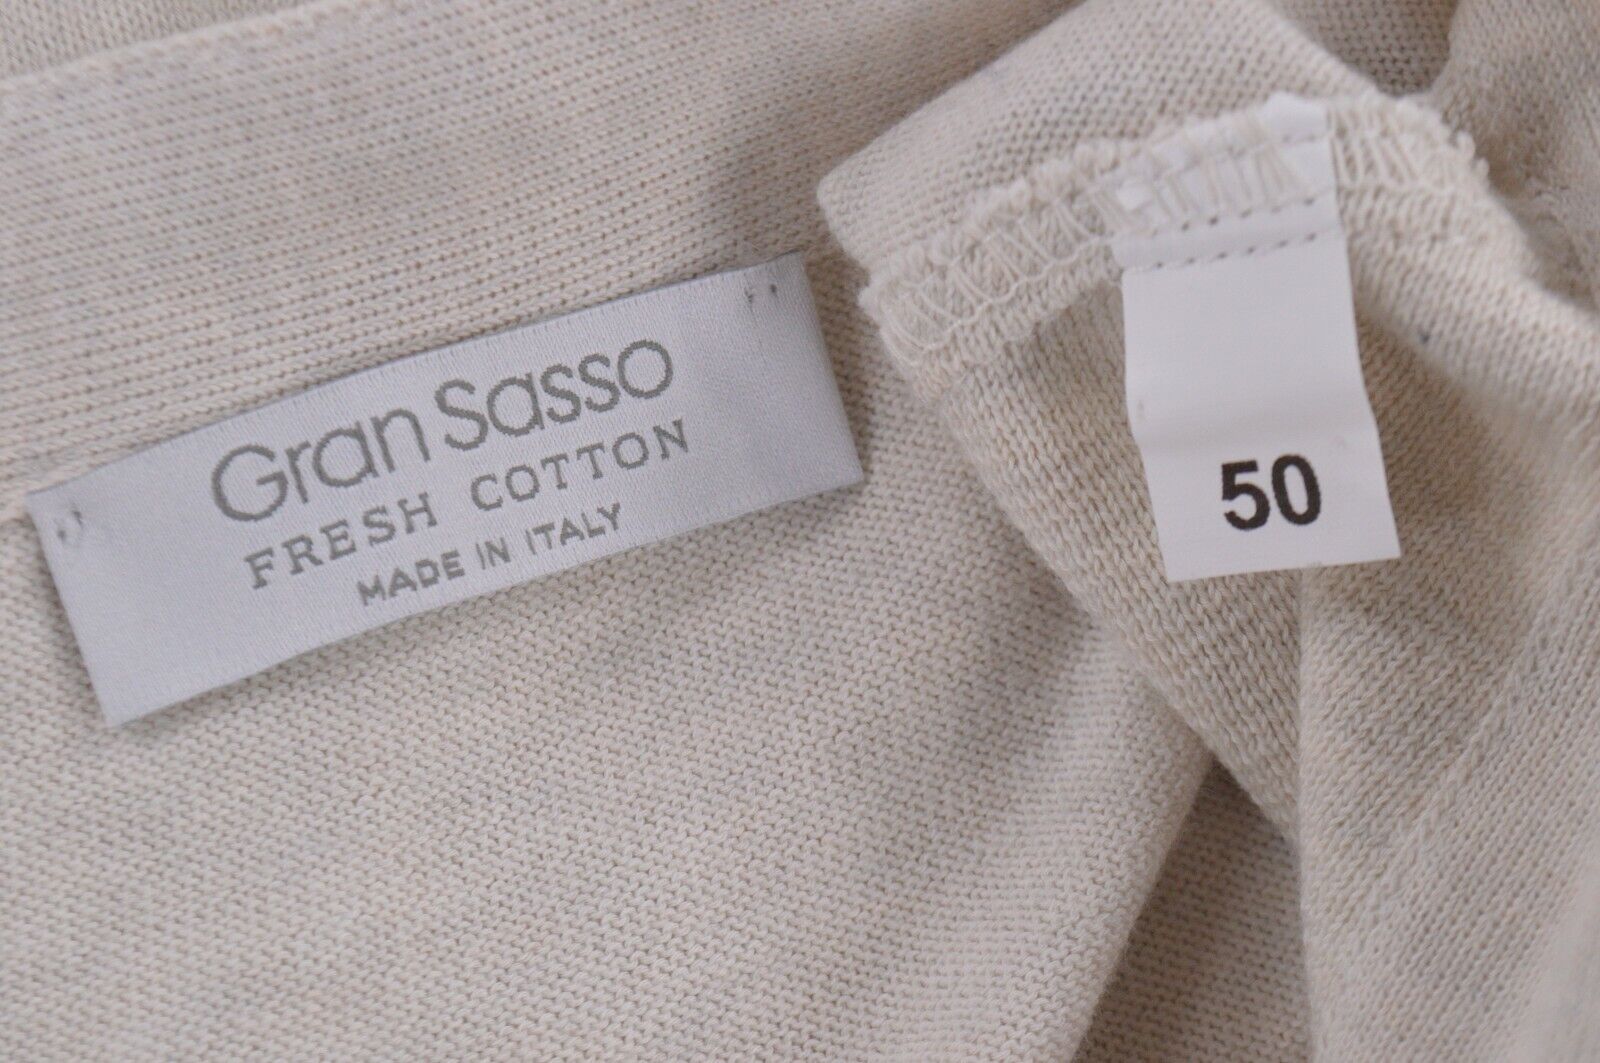 Gran Sasso
FRESH COTTON
MADE IN ITALY
50